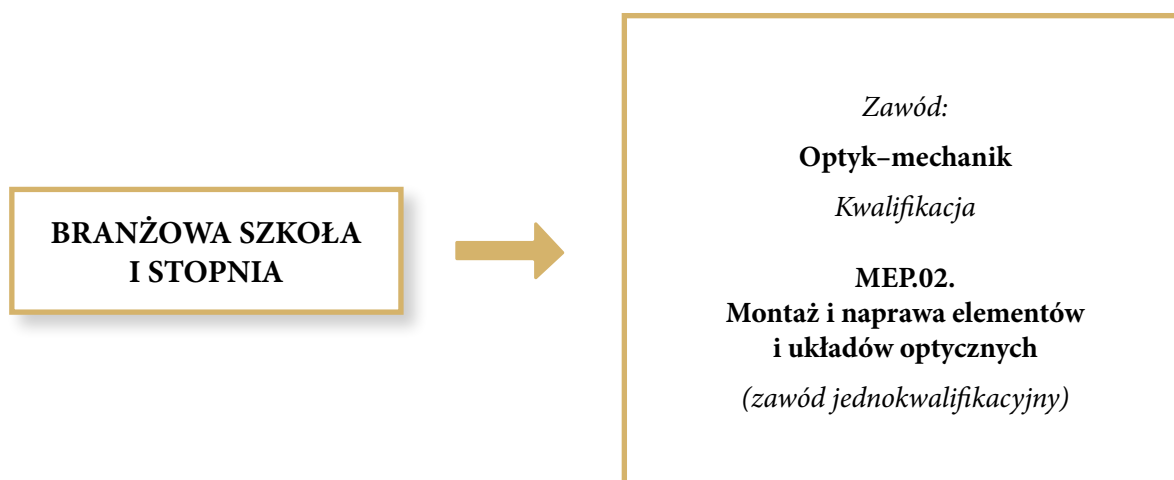 BRANŻOWA SZKOŁA
I STOPNIA
Zawód:
Optyk–mechanik
Kwalifikacja
MEP.02.
Montaż i naprawa elementów
i układów optycznych
(zawód jednokwalifikacyjny)